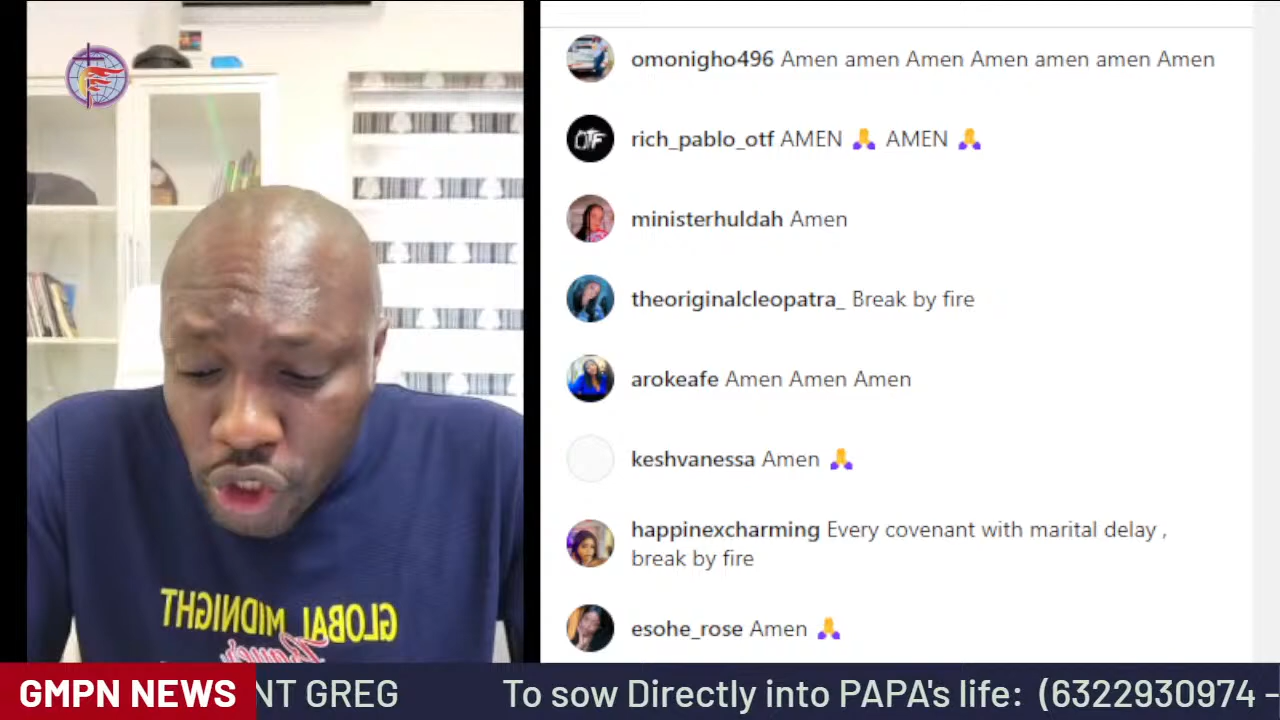 omonigho496 Amen amen Amen Amen amen amen Amen
OTF
rich_pablo_otf AMEN 🙏 AMEN 🙏
ministerhuldah Amen
theoriginalcleopatra_ Break by fire
arokeafe Amen Amen Amen
keshvanessa Amen 🙏
happinexcharming Every covenant with marital delay ,
break by fire
esohe_rose Amen 🙏
GLOBAL MIDNIGHT
GMPN NEWS NT GREG To sow Directly into PAPA's life: (6322930974 -